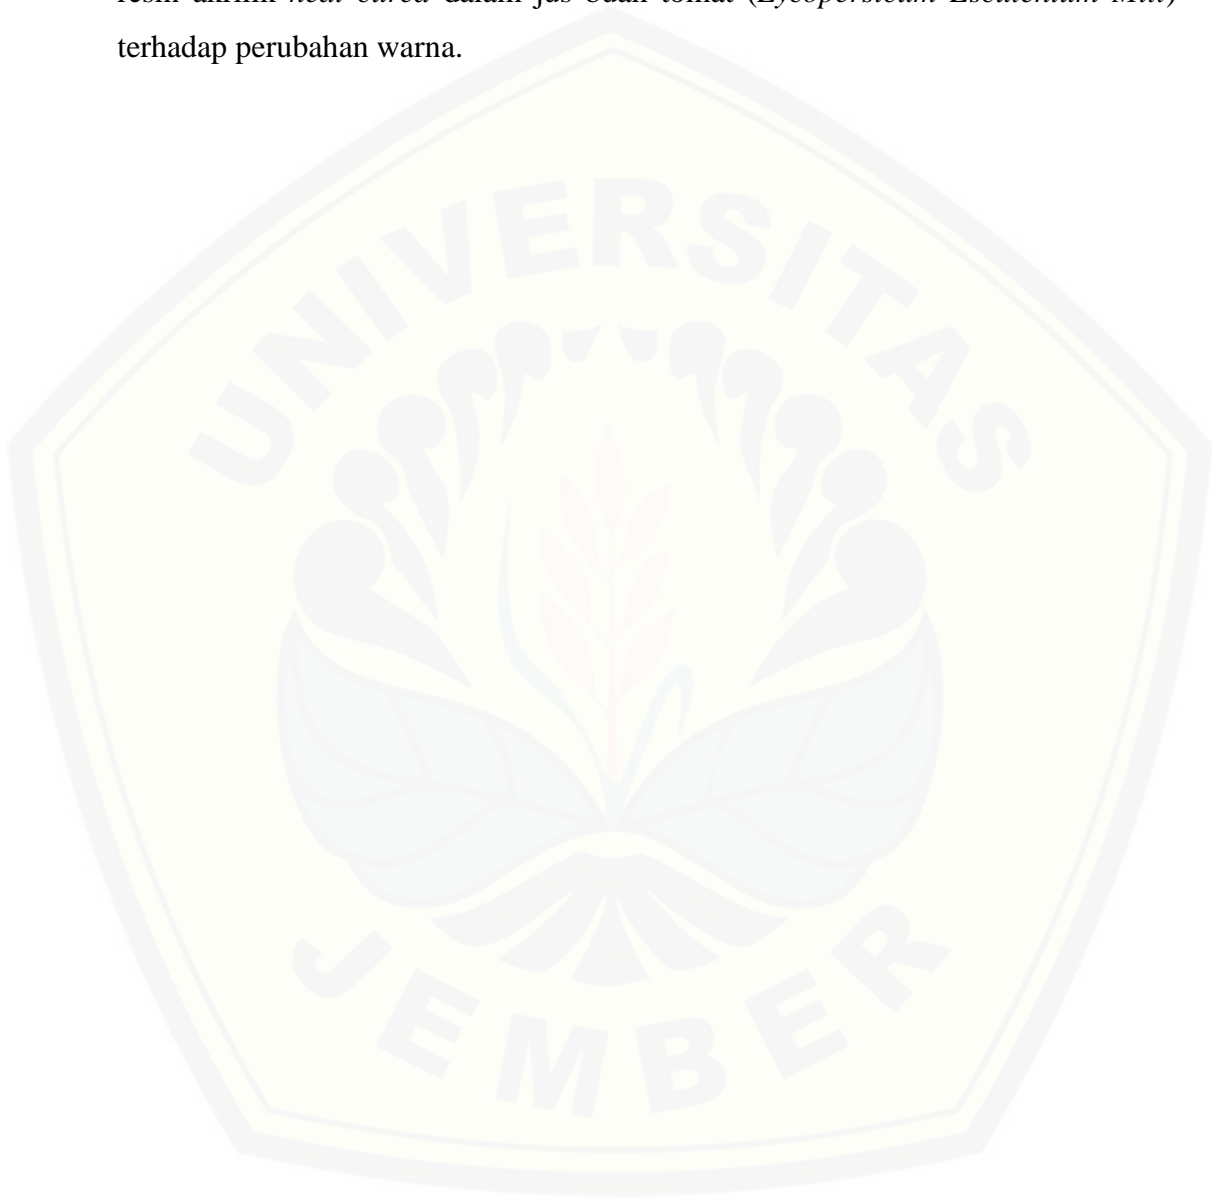 resin akrilik heat cured dalam jus buah tomat (Lycopersicum Esculentum Mill)
terhadap perubahan warna.
UNIVERSITAS
JEMBER